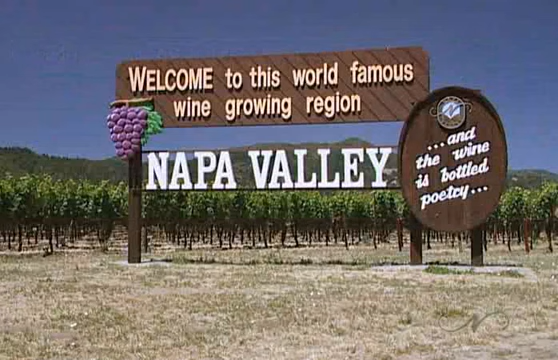 WELCOME to this world famous
wine growing region
NAPA VALLEY
...and
the wine
is bottled
poetry...